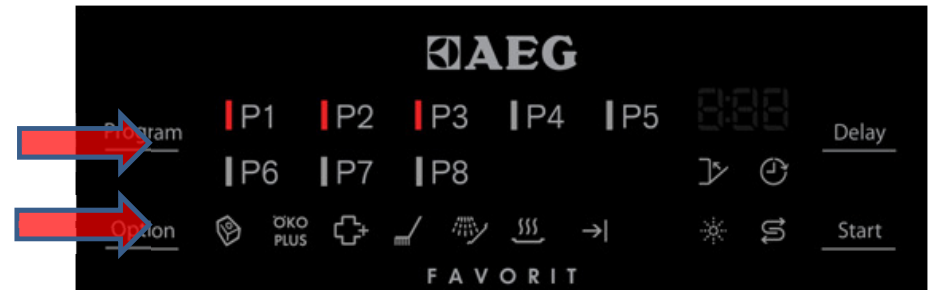 AEG
Program P1 P2 P3 P4 P5 Delay
P6 P7 P8
Option ÖKO PLUS Start
FAVORIT